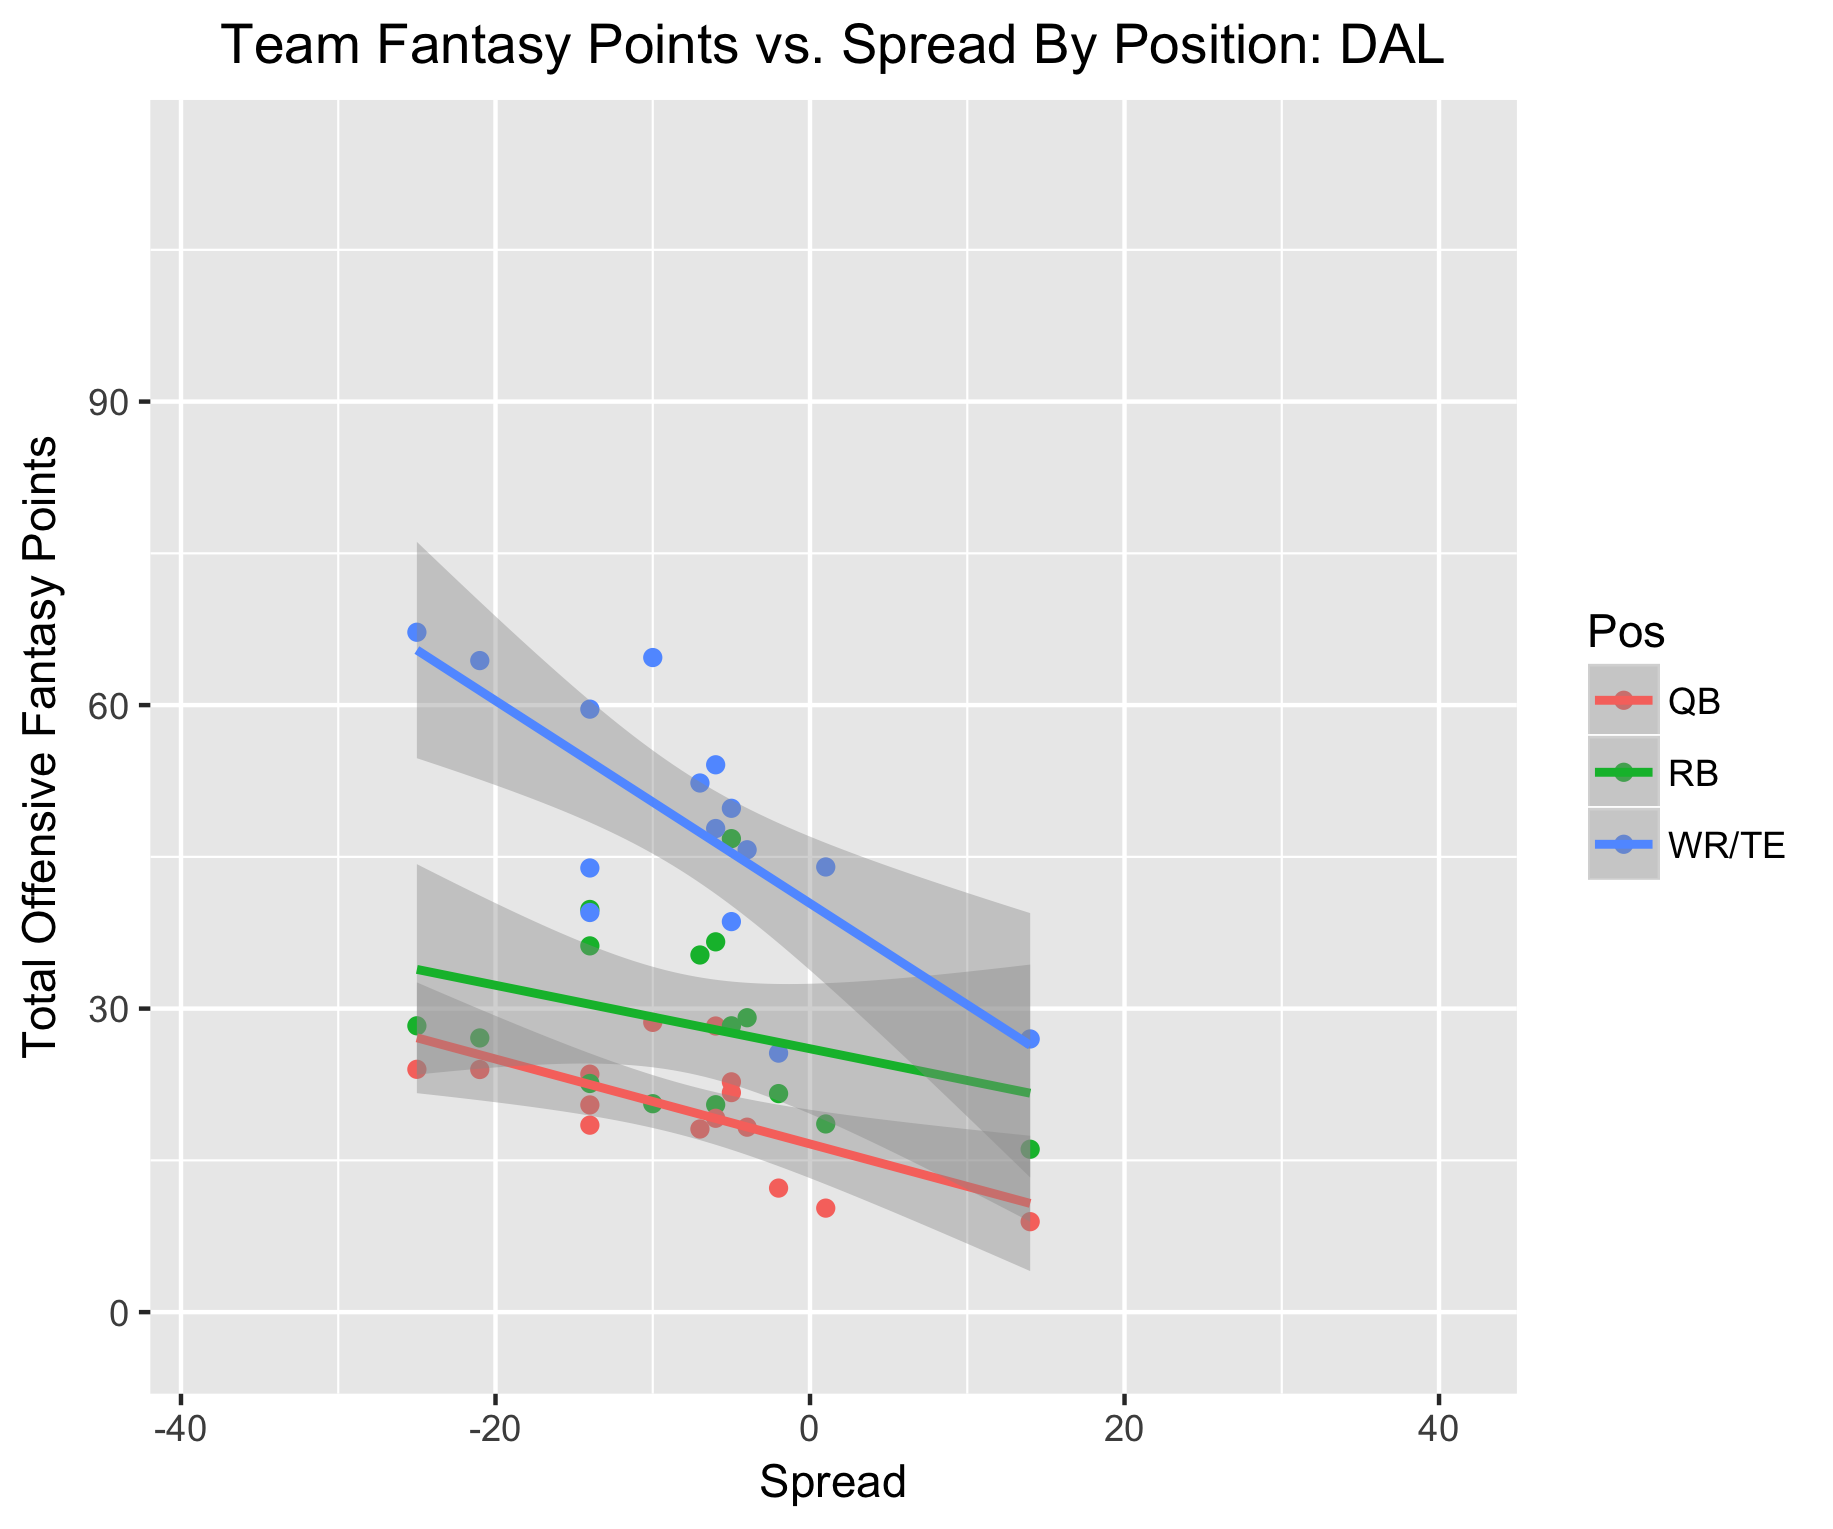 Team Fantasy Points vs. Spread By Position: DAL
Total Offensive Fantasy Points
90
60
30
0
-40 -20 0 20 40
Spread
Pos
QB
RB
WR/TE